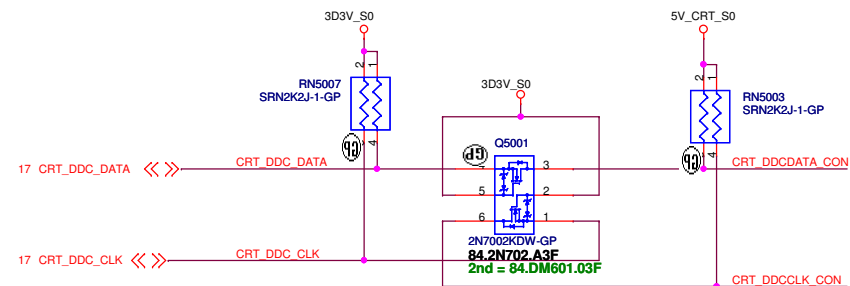 3D3V_S0
5V_CRT_S0
2 1
RN5007
SRN2K2J-1-GP
3D3V_S0
2 1
RN5003
SRN2K2J-1-GP
GP
4
Q5001
GP
GP
4
17 CRT_DDC_DATA
CRT_DDC_DATA
3
CRT_DDCDATA_CON
5
2
6
1
2N7002KDW-GP
84.2N702.A3F
2nd = 84.DM601.03F
17 CRT_DDC_CLK
CRT_DDC_CLK
CRT_DDCCLK_CON